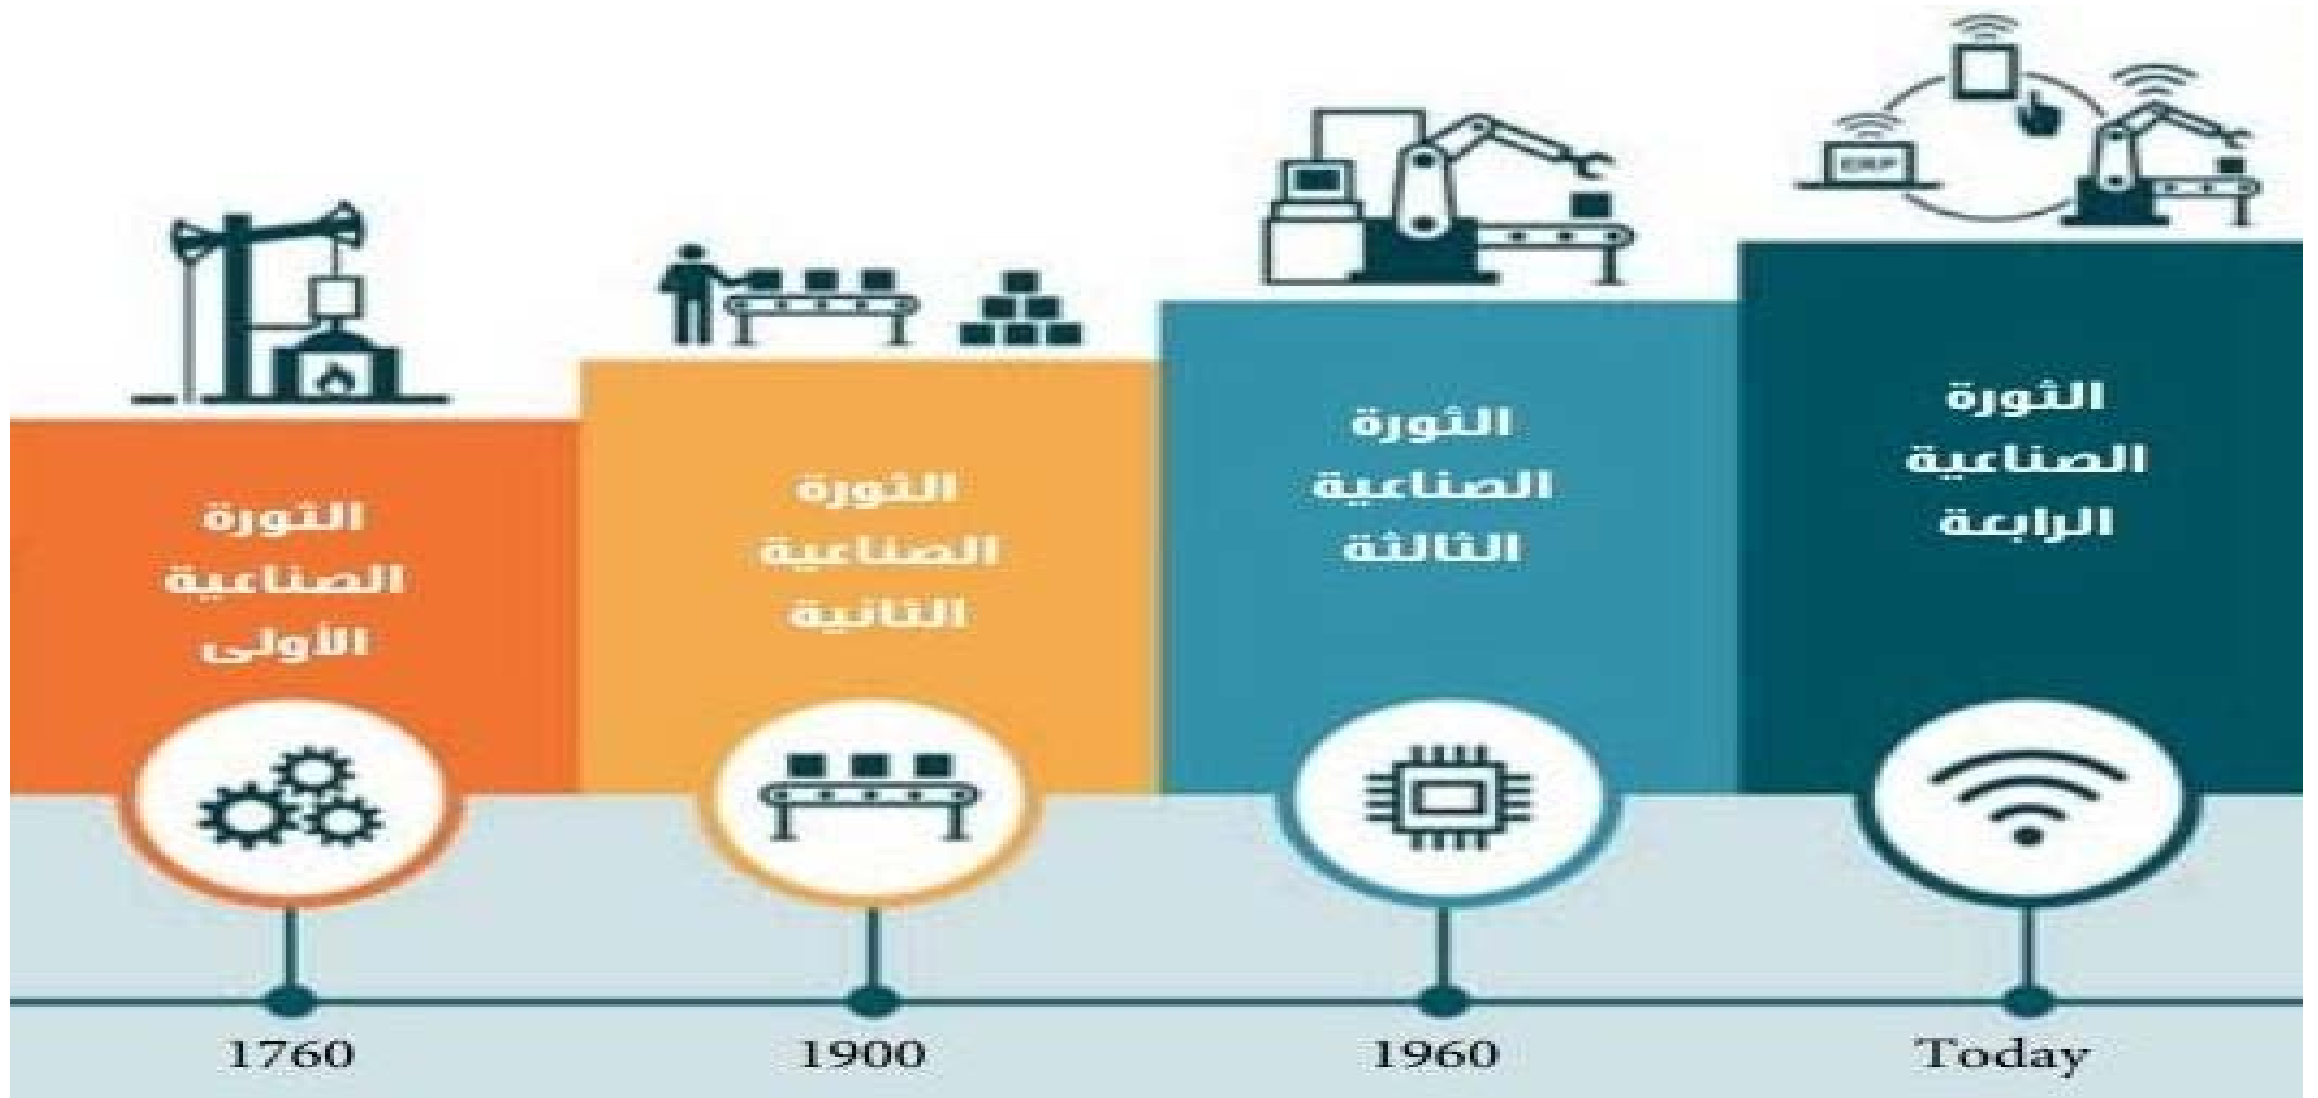 ERP
الثورة
الصناعية
الأولى
الثورة
الصناعية
الثانية
الثورة
الصناعية
الثالثة
الثورة
الصناعية
الرابعة
1760
1900
1960
Today